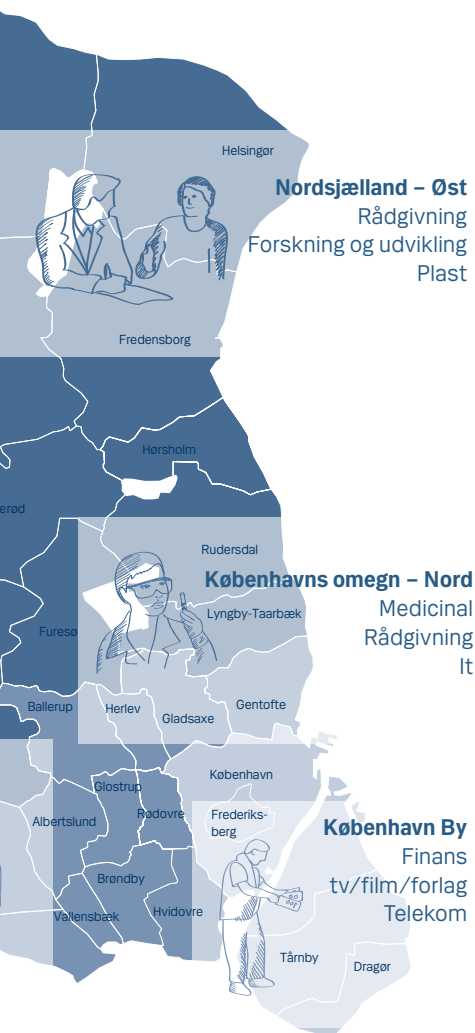 Helsingør
Nordsjælland – Øst
Rådgivning
Forskning og udvikling
Plast
Fredensborg
Hørsholm
erød
Rudersdal
Københavns omegn – Nord
Medicinal
Lyngby-Taarbæk
Rådgivning
Furesø
It
Ballerup
Herlev
Gladsaxe
Gentofte
København
Glostrup
Albertslund
Rødovre
Frederiks-
berg
København By
Finans
tv/film/forlag
Telekom
Brøndby
Vallensbæk
Hvidovre
Tårnby
Dragør